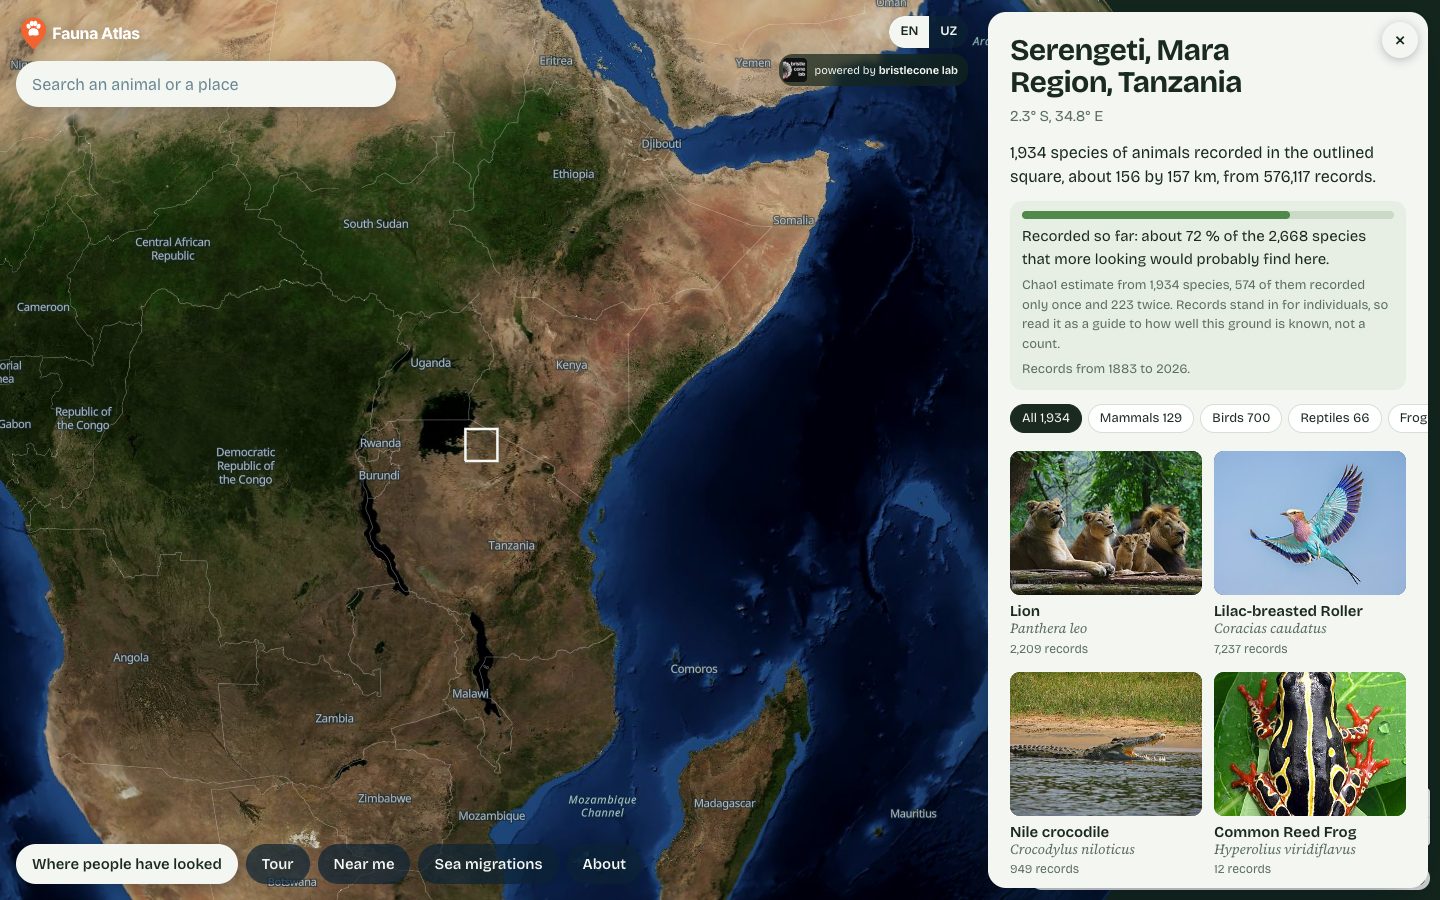 Fauna Atlas
Search an animal or a place
EN UZ
powered by bristlecone lab
Oman
Yemen
Eritrea
Djibouti
Ethiopia
Somalia
South Sudan
Central African
Republic
Cameroon
Uganda
Kenya
Gabon
Republic of
the Congo
Democratic
Republic of
the Congo
Rwanda
Burundi
Tanzania
Angola
Comoros
Malawi
Zambia
Zimbabwe
Mozambique
Mozambique
Channel
Madagascar
Mauritius
Botswana
Where people have looked
Tour
Near me
Sea migrations
About
Serengeti, Mara
Region, Tanzania
×
2.3° S, 34.8° E
1,934 species of animals recorded in the outlined
square, about 156 by 157 km, from 576,117 records.
Recorded so far: about 72 % of the 2,668 species
that more looking would probably find here.
Chao1 estimate from 1,934 species, 574 of them recorded
only once and 223 twice. Records stand in for individuals, so
read it as a guide to how well this ground is known, not a
count.
Records from 1883 to 2026.
All 1,934
Mammals 129
Birds 700
Reptiles 66
Frog
Lion
Panthera leo
2,209 records
Lilac-breasted Roller
Coracias caudatus
7,237 records
Nile crocodile
Crocodylus niloticus
949 records
Common Reed Frog
Hyperolius viridiflavus
12 records